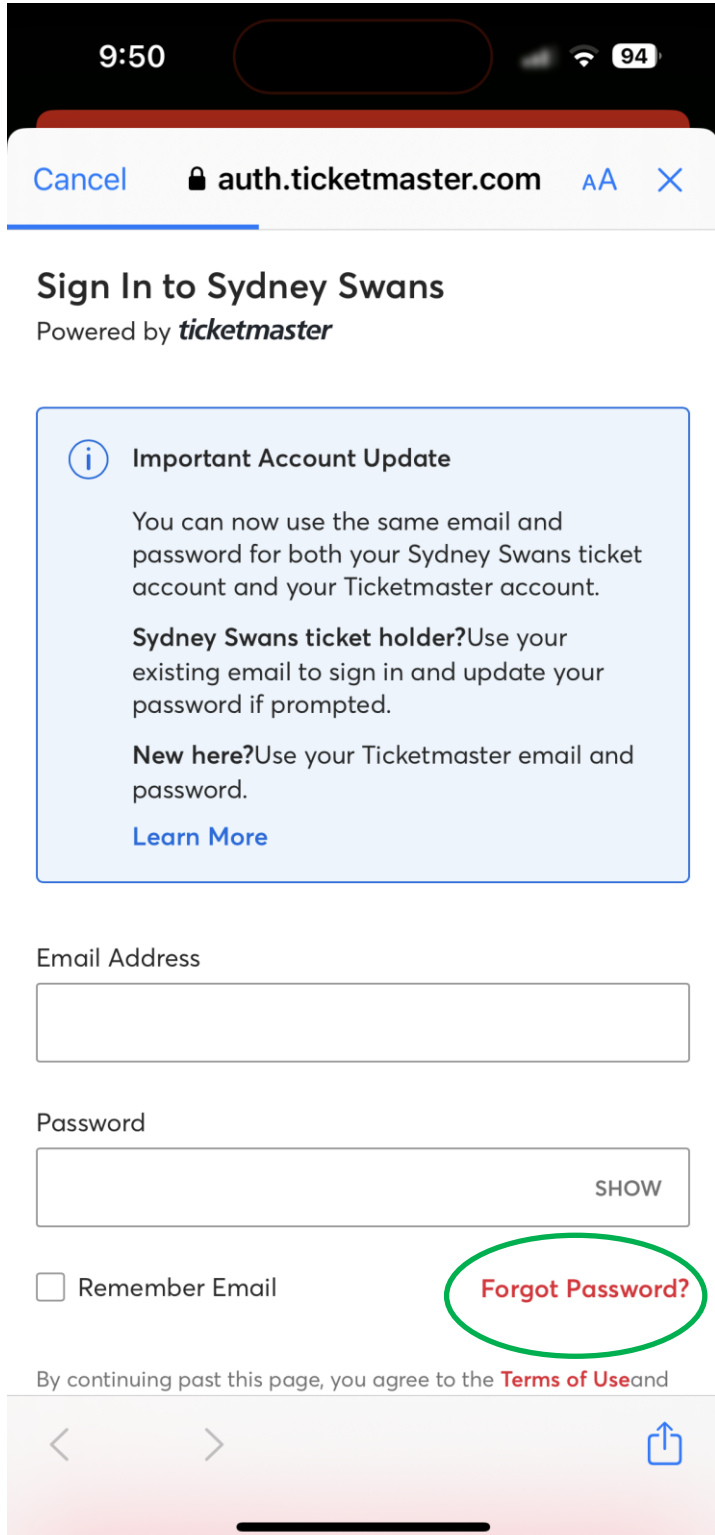 9:50
94
Cancel
auth.ticketmaster.com
AA
Sign In to Sydney Swans
Powered by ticketmaster
Important Account Update
You can now use the same email and
password for both your Sydney Swans ticket
account and your Ticketmaster account.
Sydney Swans ticket holder?Use your
existing email to sign in and update your
password if prompted.
New here?Use your Ticketmaster email and
password.
Learn More
Email Address
Password
SHOW
Remember Email
Forgot Password?
By continuing past this page, you agree to the Terms of Useand